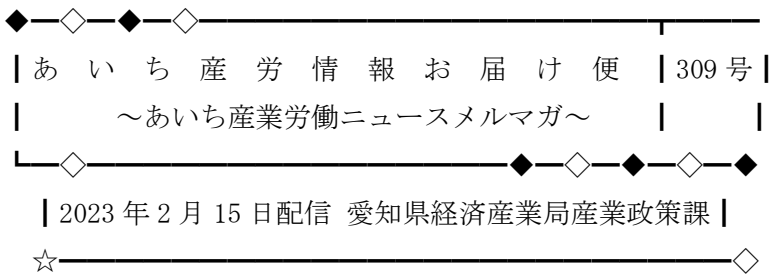 ◆━◇━◆━◇━━━━━━━━━━━━━━━━┳━━━
┃あ い ち 産 労 情 報 お 届 け 便 ┃309 号┃
┃ ～あいち産業労働ニュースメルマガ～ ┃ ┃
┗━◇━━━━━━━━━━━━━━━◆━◇━◆━◇━◆
┃2023 年 2 月 15 日配信 愛知県経済産業局産業政策課┃
☆━━━━━━━━━━━━━━━━━━━━━━━━◇